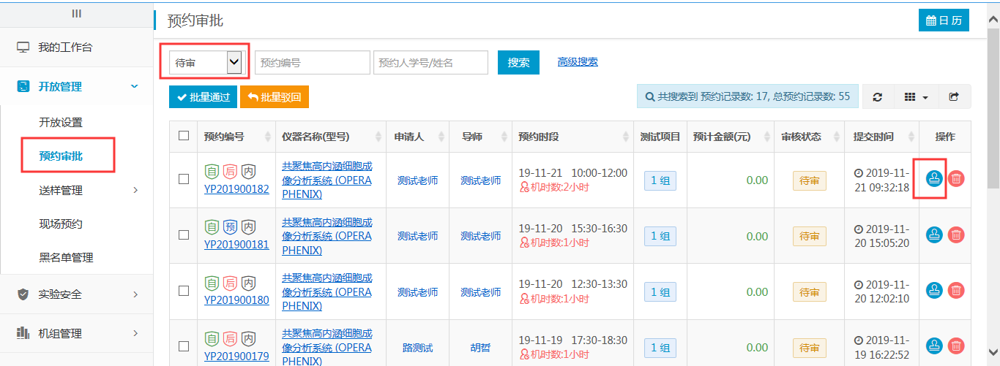 III
预约审批
日 历
我的工作台
待审
预约编号
预约人学号/姓名
搜索
高级搜索
开放管理
批量通过
批量驳回
共搜索到 预约记录数: 17, 总预约记录数: 55
开放设置
预约审批
送样管理
现场预约
黑名单管理
实验安全
机组管理
预约编号 仪器名称(型号) 申请人 导师 预约时段 测试项目 预计金额(元) 审核状态 提交时间 操作
自 后 内
YP201900182
共聚焦高内涵细胞成
像分析系统 (OPERA
PHENIX)
测试老师
测试老师
19-11-21 10:00-12:00
机时数:2小时
1 组
0.00
待审
2019-11-
21 09:32:18
自 预 内
YP201900181
共聚焦高内涵细胞成
像分析系统 (OPERA
PHENIX)
测试老师
测试老师
19-11-20 15:30-16:30
机时数:1小时
1 组
0.00
待审
2019-11-
20 15:05:20
自 后 内
YP201900180
共聚焦高内涵细胞成
像分析系统 (OPERA
PHENIX)
测试老师
测试老师
19-11-20 12:30-13:30
机时数:1小时
1 组
0.00
待审
2019-11-
20 12:02:10
自 后 内
YP201900179
共聚焦高内涵细胞成
像分析系统 (OPERA
PHENIX)
路测试
胡哲
19-11-19 17:30-18:30
机时数:1小时
1 组
0.00
待审
2019-11-
19 16:22:52